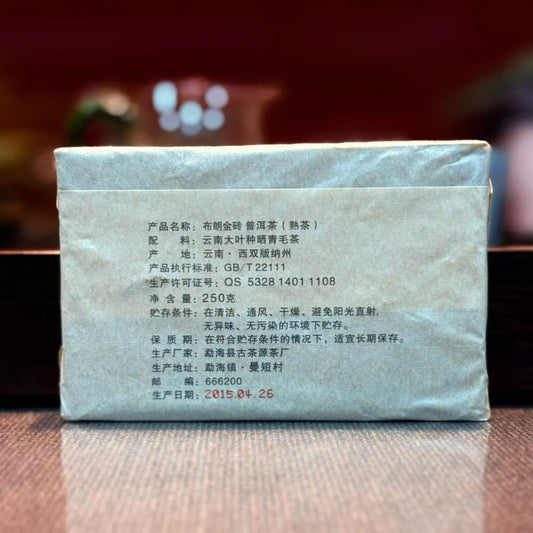 产品名称：布朗金砖 普洱茶（熟茶）
配　　料：云南大叶种晒青毛茶
产　　地：云南·西双版纳州
产品执行标准：GB/T 22111
生产许可证号：QS 5328 1401 1108
净 含 量：250克
贮存条件：在清洁、通风、干燥、避免阳光直射，
无异味、无污染的环境下贮存。
保 质 期：在符合贮存条件的情况下，适宜长期保存。
生产厂家：勐海县古茶源茶厂
生产地址：勐海镇·曼短村
邮　　编：666200
生产日期：2015.04.26